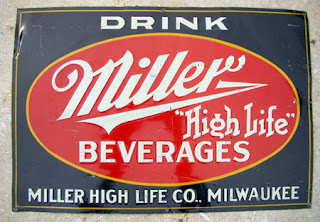 DRINK
Miller
"High Life"
BEVERAGES
MILLER HIGH LIFE CO., MILWAUKEE